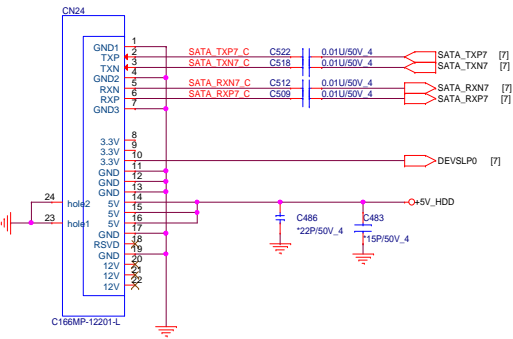 CN24
GND1 1
TXP 2 SATA_TXP7_C C522 0.01U/50V_4 SATA_TXP7 [7]
TXN 3 SATA_TXN7_C C518 0.01U/50V_4 SATA_TXN7 [7]
GND2 4
RXN 5 SATA_RXN7_C C512 0.01U/50V_4 SATA_RXN7 [7]
RXP 6 SATA_RXP7_C C509 0.01U/50V_4 SATA_RXP7 [7]
GND3 7
3.3V 8
3.3V 9
3.3V 10 DEVSLP0 [7]
GND 11
GND 12
GND 13
24 hole2 5V 14 +5V_HDD
5V 15
23 hole1 5V 16 C486 C483
GND 17 *22P/50V_4 *15P/50V_4
RSVD 18
GND 19
12V 20
12V 21
12V 22
C166MP-12201-L